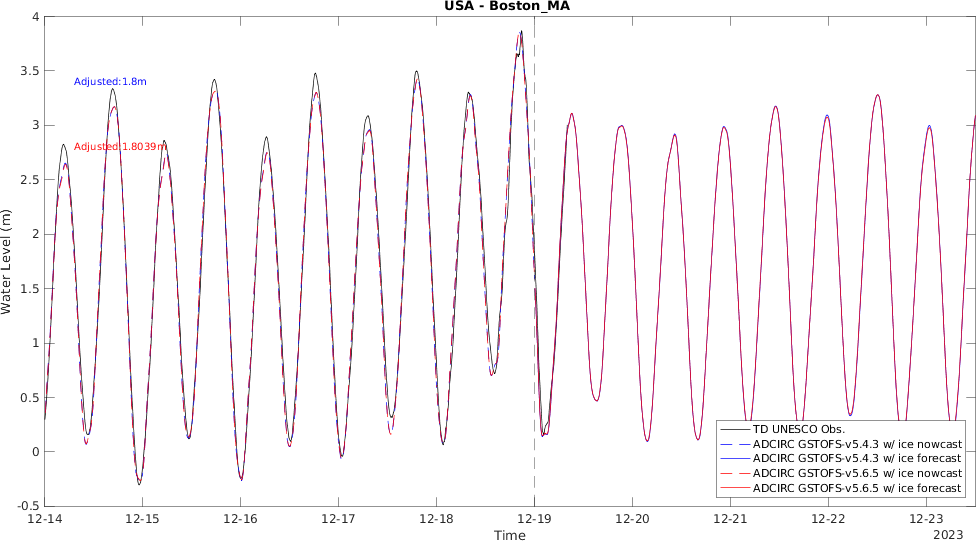 USA - Boston_MA
4
3.5
3
2.5
2
1.5
1
0.5
0
-0.5
Water Level (m)
Adjusted:1.8m
Adjusted:1.8039m
TD UNESCO Obs.
ADCIRC GSTOFS-v5.4.3 w/ ice nowcast
ADCIRC GSTOFS-v5.4.3 w/ ice forecast
ADCIRC GSTOFS-v5.6.5 w/ ice nowcast
ADCIRC GSTOFS-v5.6.5 w/ ice forecast
12-14 12-15 12-16 12-17 12-18 12-19 12-20 12-21 12-22 12-23
Time
2023